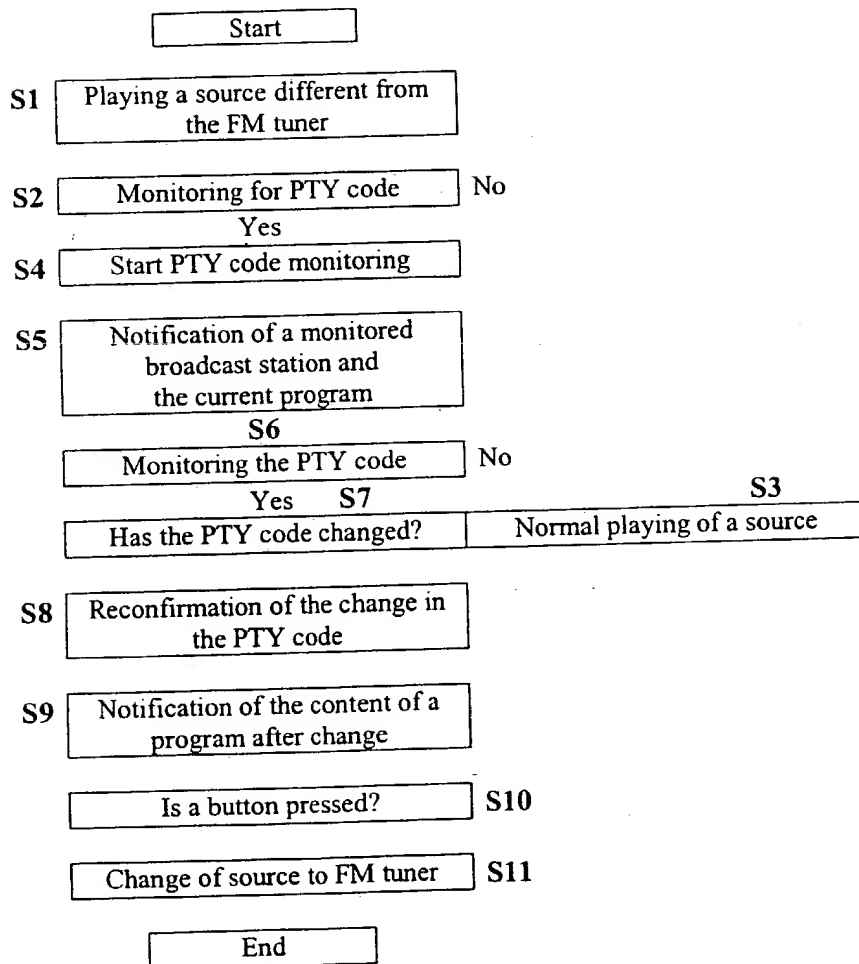 Start
S1 Playing a source different from
the FM tuner
S2 Monitoring for PTY code No
Yes
S4 Start PTY code monitoring
S5 Notification of a monitored
broadcast station and
the current program
S6
Monitoring the PTY code No
Yes S7 S3
Has the PTY code changed? Normal playing of a source
S8 Reconfirmation of the change in
the PTY code
S9 Notification of the content of a
program after change
Is a button pressed? S10
Change of source to FM tuner S11
End